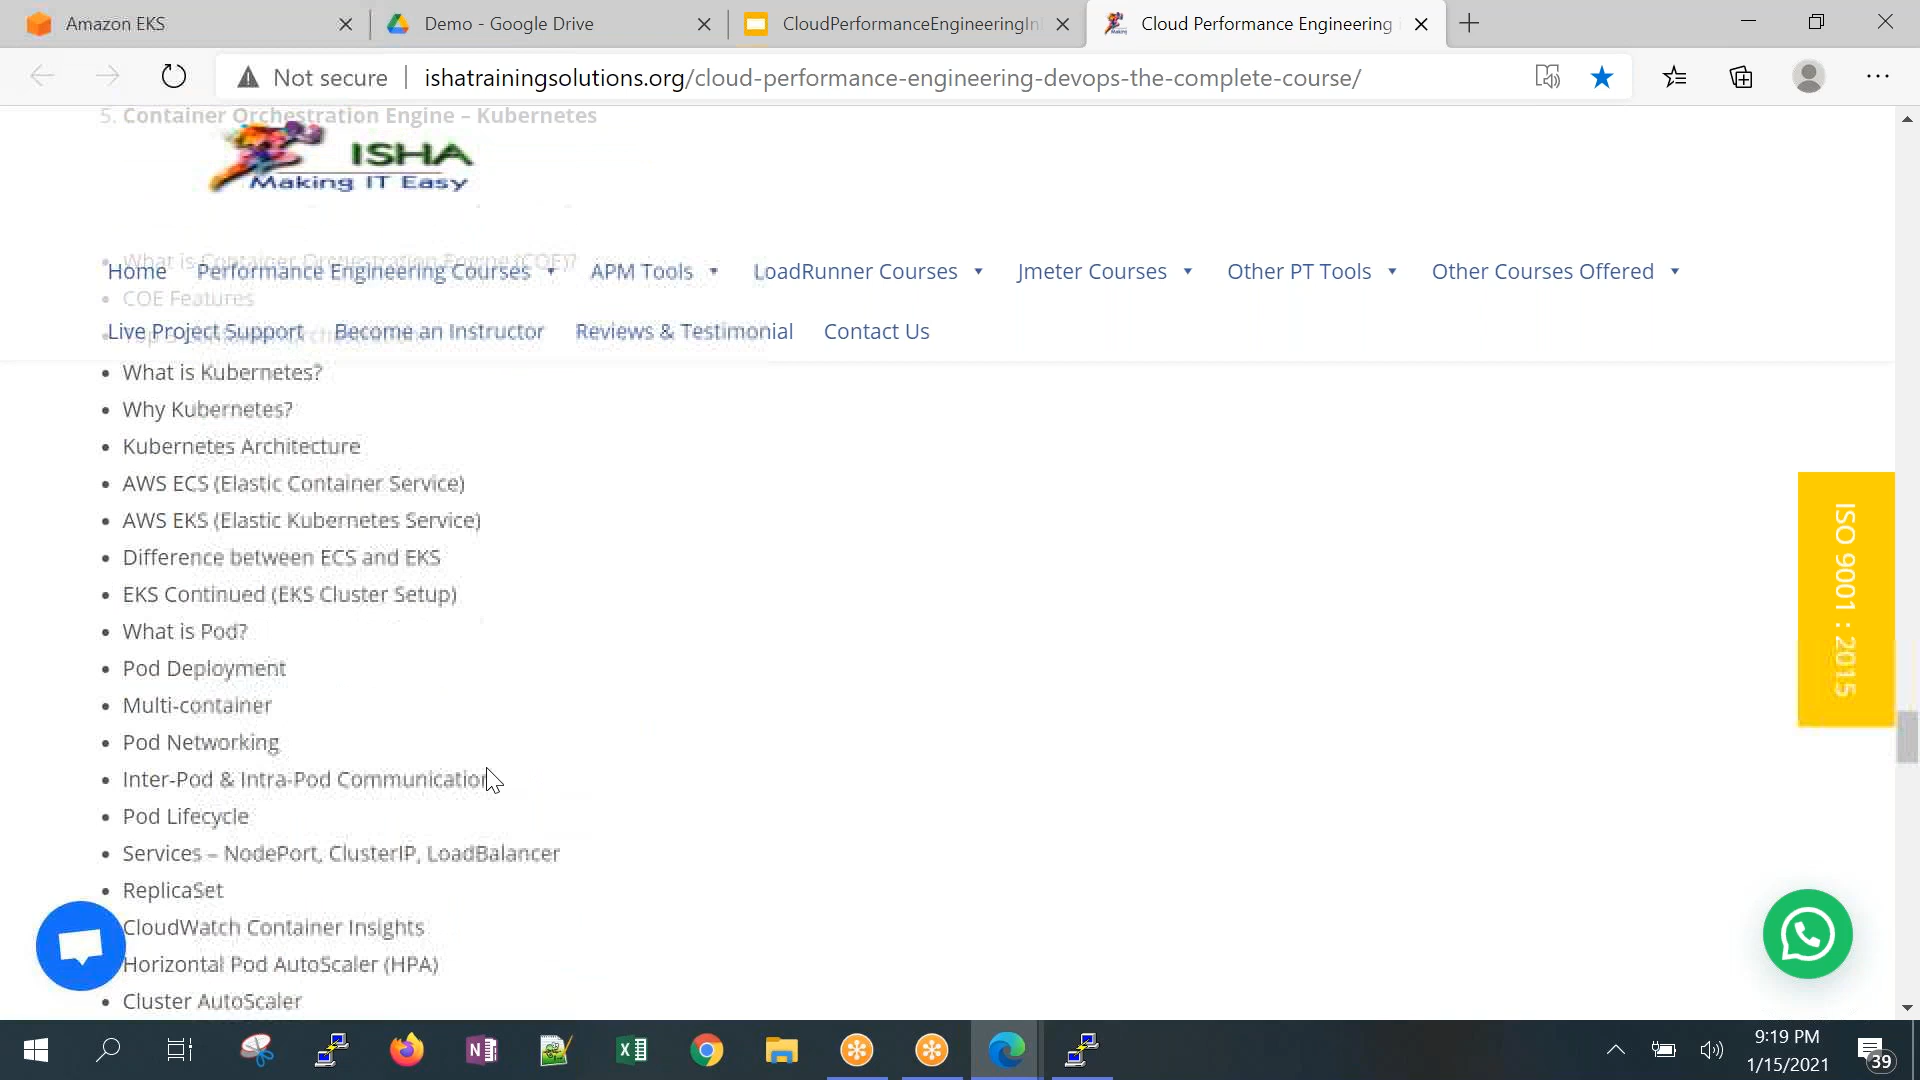 Amazon EKS
Demo - Google Drive
CloudPerformanceEngineeringIn
Cloud Performance Engineering
Not secure
ishatrainingsolutions.org/cloud-performance-engineering-devops-the-complete-course/
5. Container Orchestration Engine – Kubernetes
ISHA
Making IT Easy
What is Container Orchestration Engine (COE)?
Home
Performance Engineering Courses
APM Tools
LoadRunner Courses
Jmeter Courses
Other PT Tools
Other Courses Offered
COE Features
Live Project Support
Become an Instructor
Reviews & Testimonial
Contact Us
What is Kubernetes?
Why Kubernetes?
Kubernetes Architecture
AWS ECS (Elastic Container Service)
AWS EKS (Elastic Kubernetes Service)
Difference between ECS and EKS
EKS Continued (EKS Cluster Setup)
What is Pod?
Pod Deployment
Multi-container
Pod Networking
Inter-Pod & Intra-Pod Communication
Pod Lifecycle
Services – NodePort, ClusterIP, LoadBalancer
ReplicaSet
CloudWatch Container Insights
Horizontal Pod AutoScaler (HPA)
Cluster AutoScaler
ISO 9001 : 2015
9:19 PM
1/15/2021
39